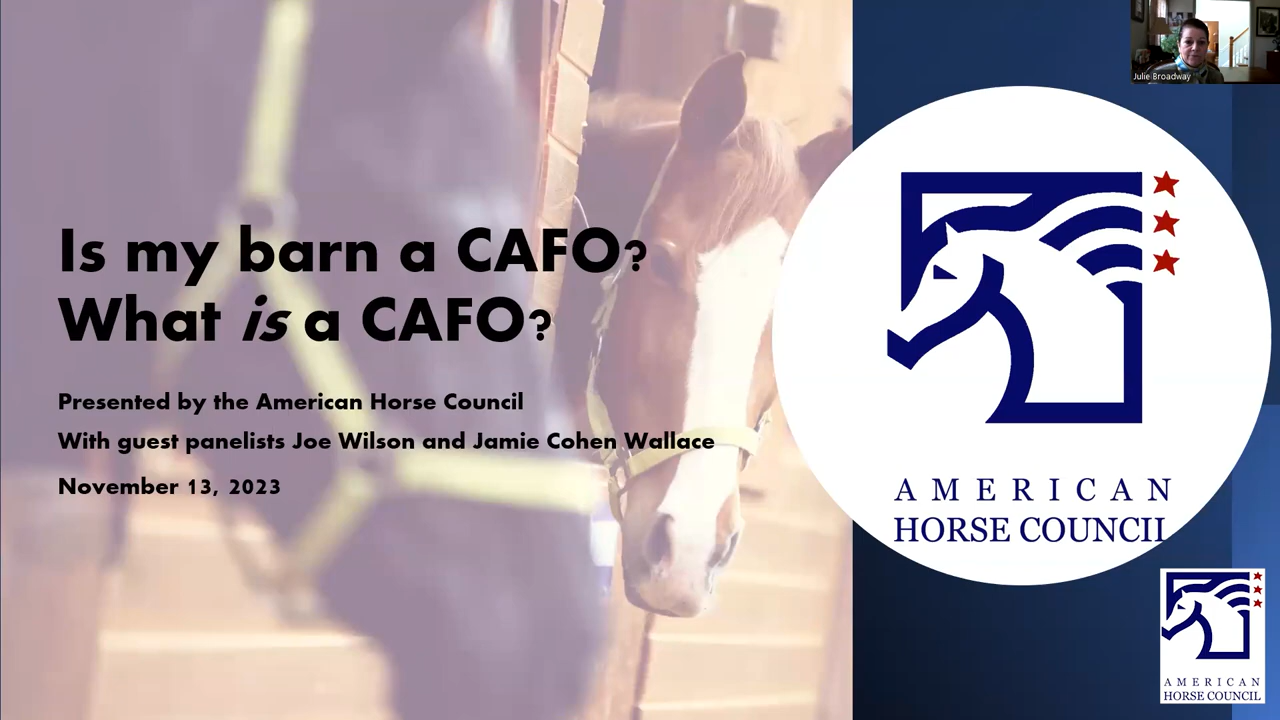 Julie Broadway
Is my barn a CAFO?
What is a CAFO?
Presented by the American Horse Council
With guest panelists Joe Wilson and Jamie Cohen Wallace
November 13, 2023
AMERICAN
HORSE COUNCIL
AMERICAN
HORSE COUNCIL